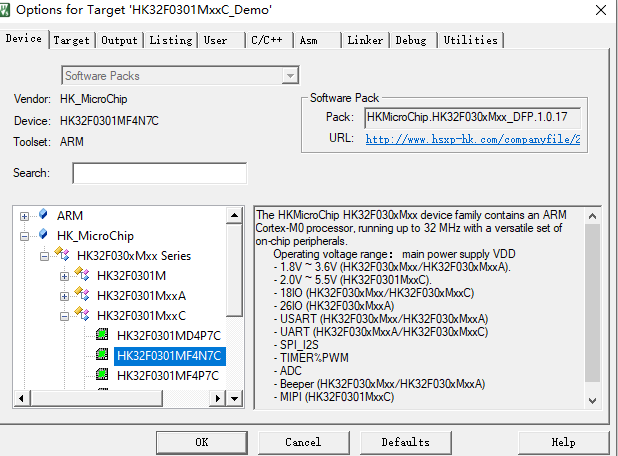 Options for Target 'HK32F0301MxxC_Demo'
Device Target Output Listing User C/C++ Asm Linker Debug Utilities
Software Packs
Vendor: HK_MicroChip
Device: HK32F0301MF4N7C
Toolset: ARM
Search:
Software Pack
Pack: HKMicroChip.HK32F030xMxx_DFP.1.0.17
URL: http://www.hsxp-hk.com/companyfile/2
ARM
HK_MicroChip
HK32F030xMxx Series
HK32F0301M
HK32F0301MxxA
HK32F0301MxxC
HK32F0301MD4P7C
HK32F0301MF4N7C
HK32F0301MF4P7C
The HKMicroChip HK32F030xMxx device family contains an ARM
Cortex-M0 processor, running up to 32 MHz with a versatile set of
on-chip peripherals.
Operating voltage range：main power supply VDD
- 1.8V ~ 3.6V (HK32F030xMxx/HK32F030xMxxA).
- 2.0V ~ 5.5V (HK32F0301MxxC).
- 18IO (HK32F030xMxx/HK32F030xMxxC)
- 26IO (HK32F030xMxxA)
- USART (HK32F030xMxx/HK32F030xMxxA)
- UART (HK32F030xMxxA/HK32F030xMxxC)
- SPI_I2S
- TIMER%PWM
- ADC
- Beeper (HK32F030xMxx/HK32F030xMxxA)
- MIPI (HK32F0301MxxC)
OK Cancel Defaults Help